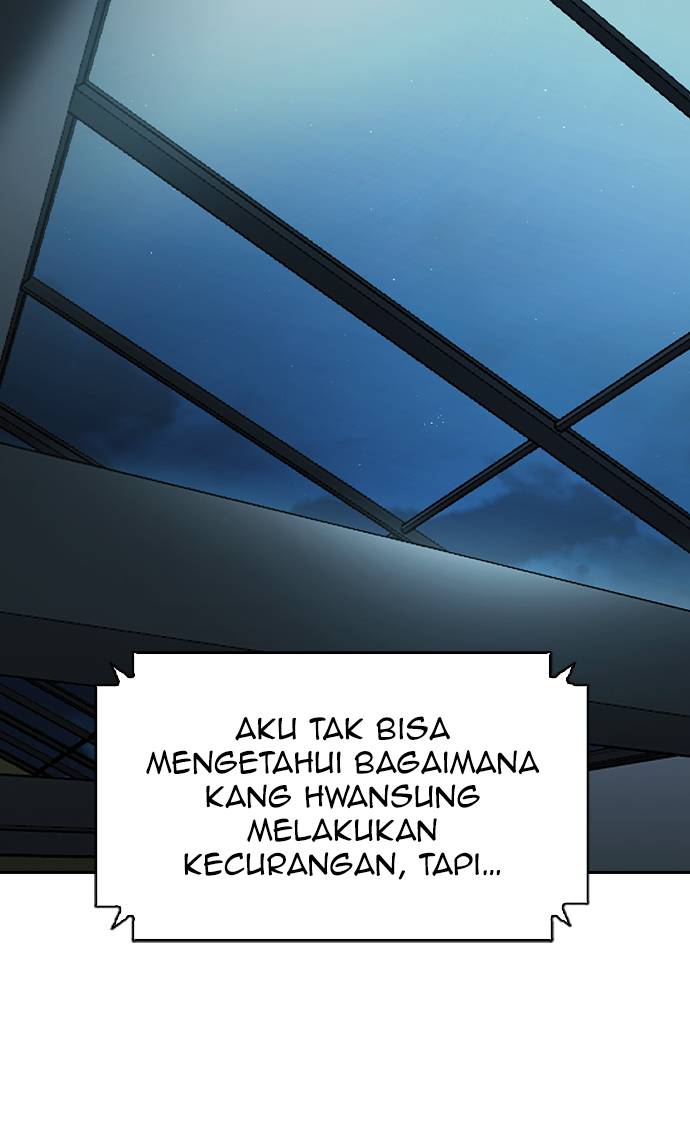 AKU TAK BISA
MENGETAHUI BAGAIMANA
KANG HWANSUNG
MELAKUKAN
KECURANGAN, TAPI...